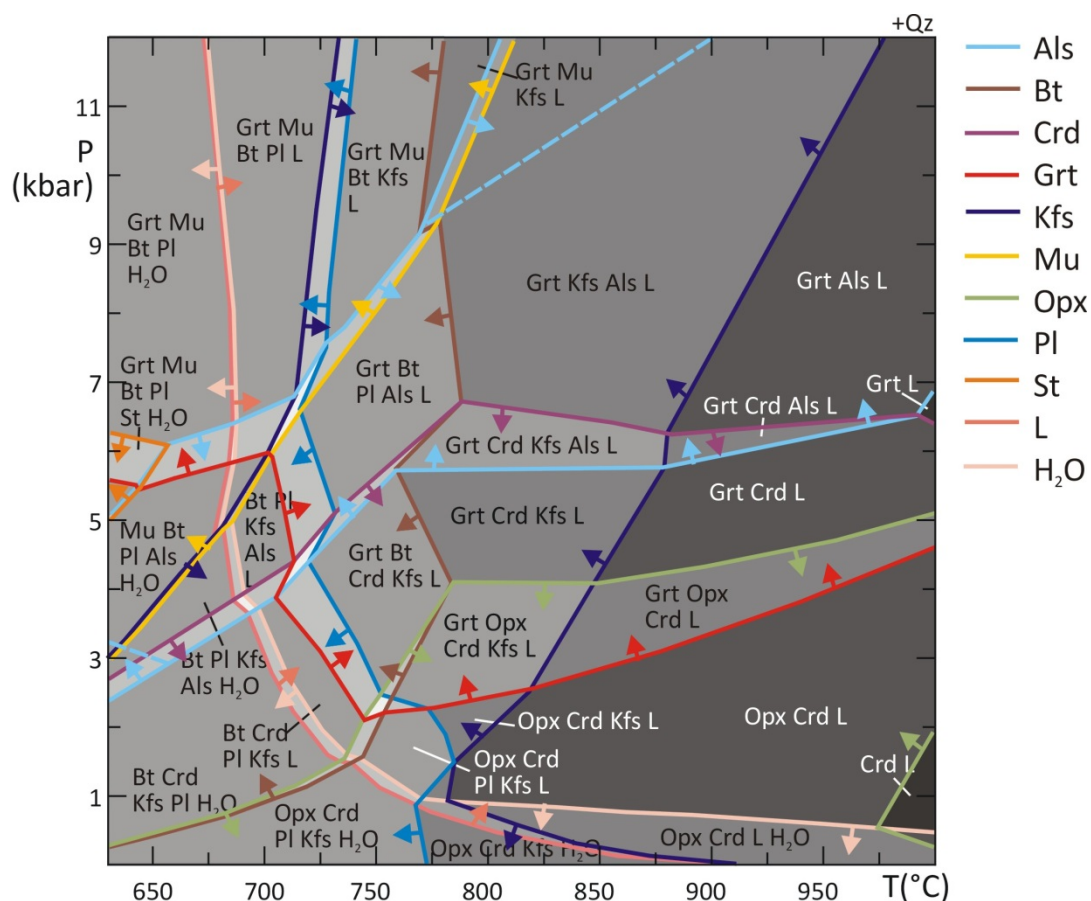 +Qz
Als
Bt
Crd
Grt
Kfs
Mu
Opx
Pl
St
L
H₂O
11
P
(kbar)
9
7
5
3
1
650
700
750
800
850
900
950
T(°C)
Grt Mu
Kfs L
Grt Mu
Bt Pl L
Grt Mu
Bt Kfs
L
Grt Mu
Bt Pl
H₂O
Grt Kfs Als L
Grt Als L
Grt Mu
Bt Pl
St H₂O
Grt Bt
Pl Als L
Grt L
Grt Crd Als L
Grt Crd Kfs Als L
Grt Crd L
Bt Pl
Kfs
Als
L
Mu Bt
Pl Als
H₂O
Grt Crd Kfs L
Grt Bt
Crd Kfs L
Grt Opx
Crd L
Grt Opx
Crd Kfs L
Bt Pl Kfs
Als H₂O
Opx Crd Kfs L
Opx Crd L
Bt Crd
Pl Kfs L
Opx Crd
Pl Kfs L
Crd L
Bt Crd
Kfs Pl H₂O
Opx Crd
Pl Kfs H₂O
Opx Crd L H₂O
Opx Crd Kfs H₂O